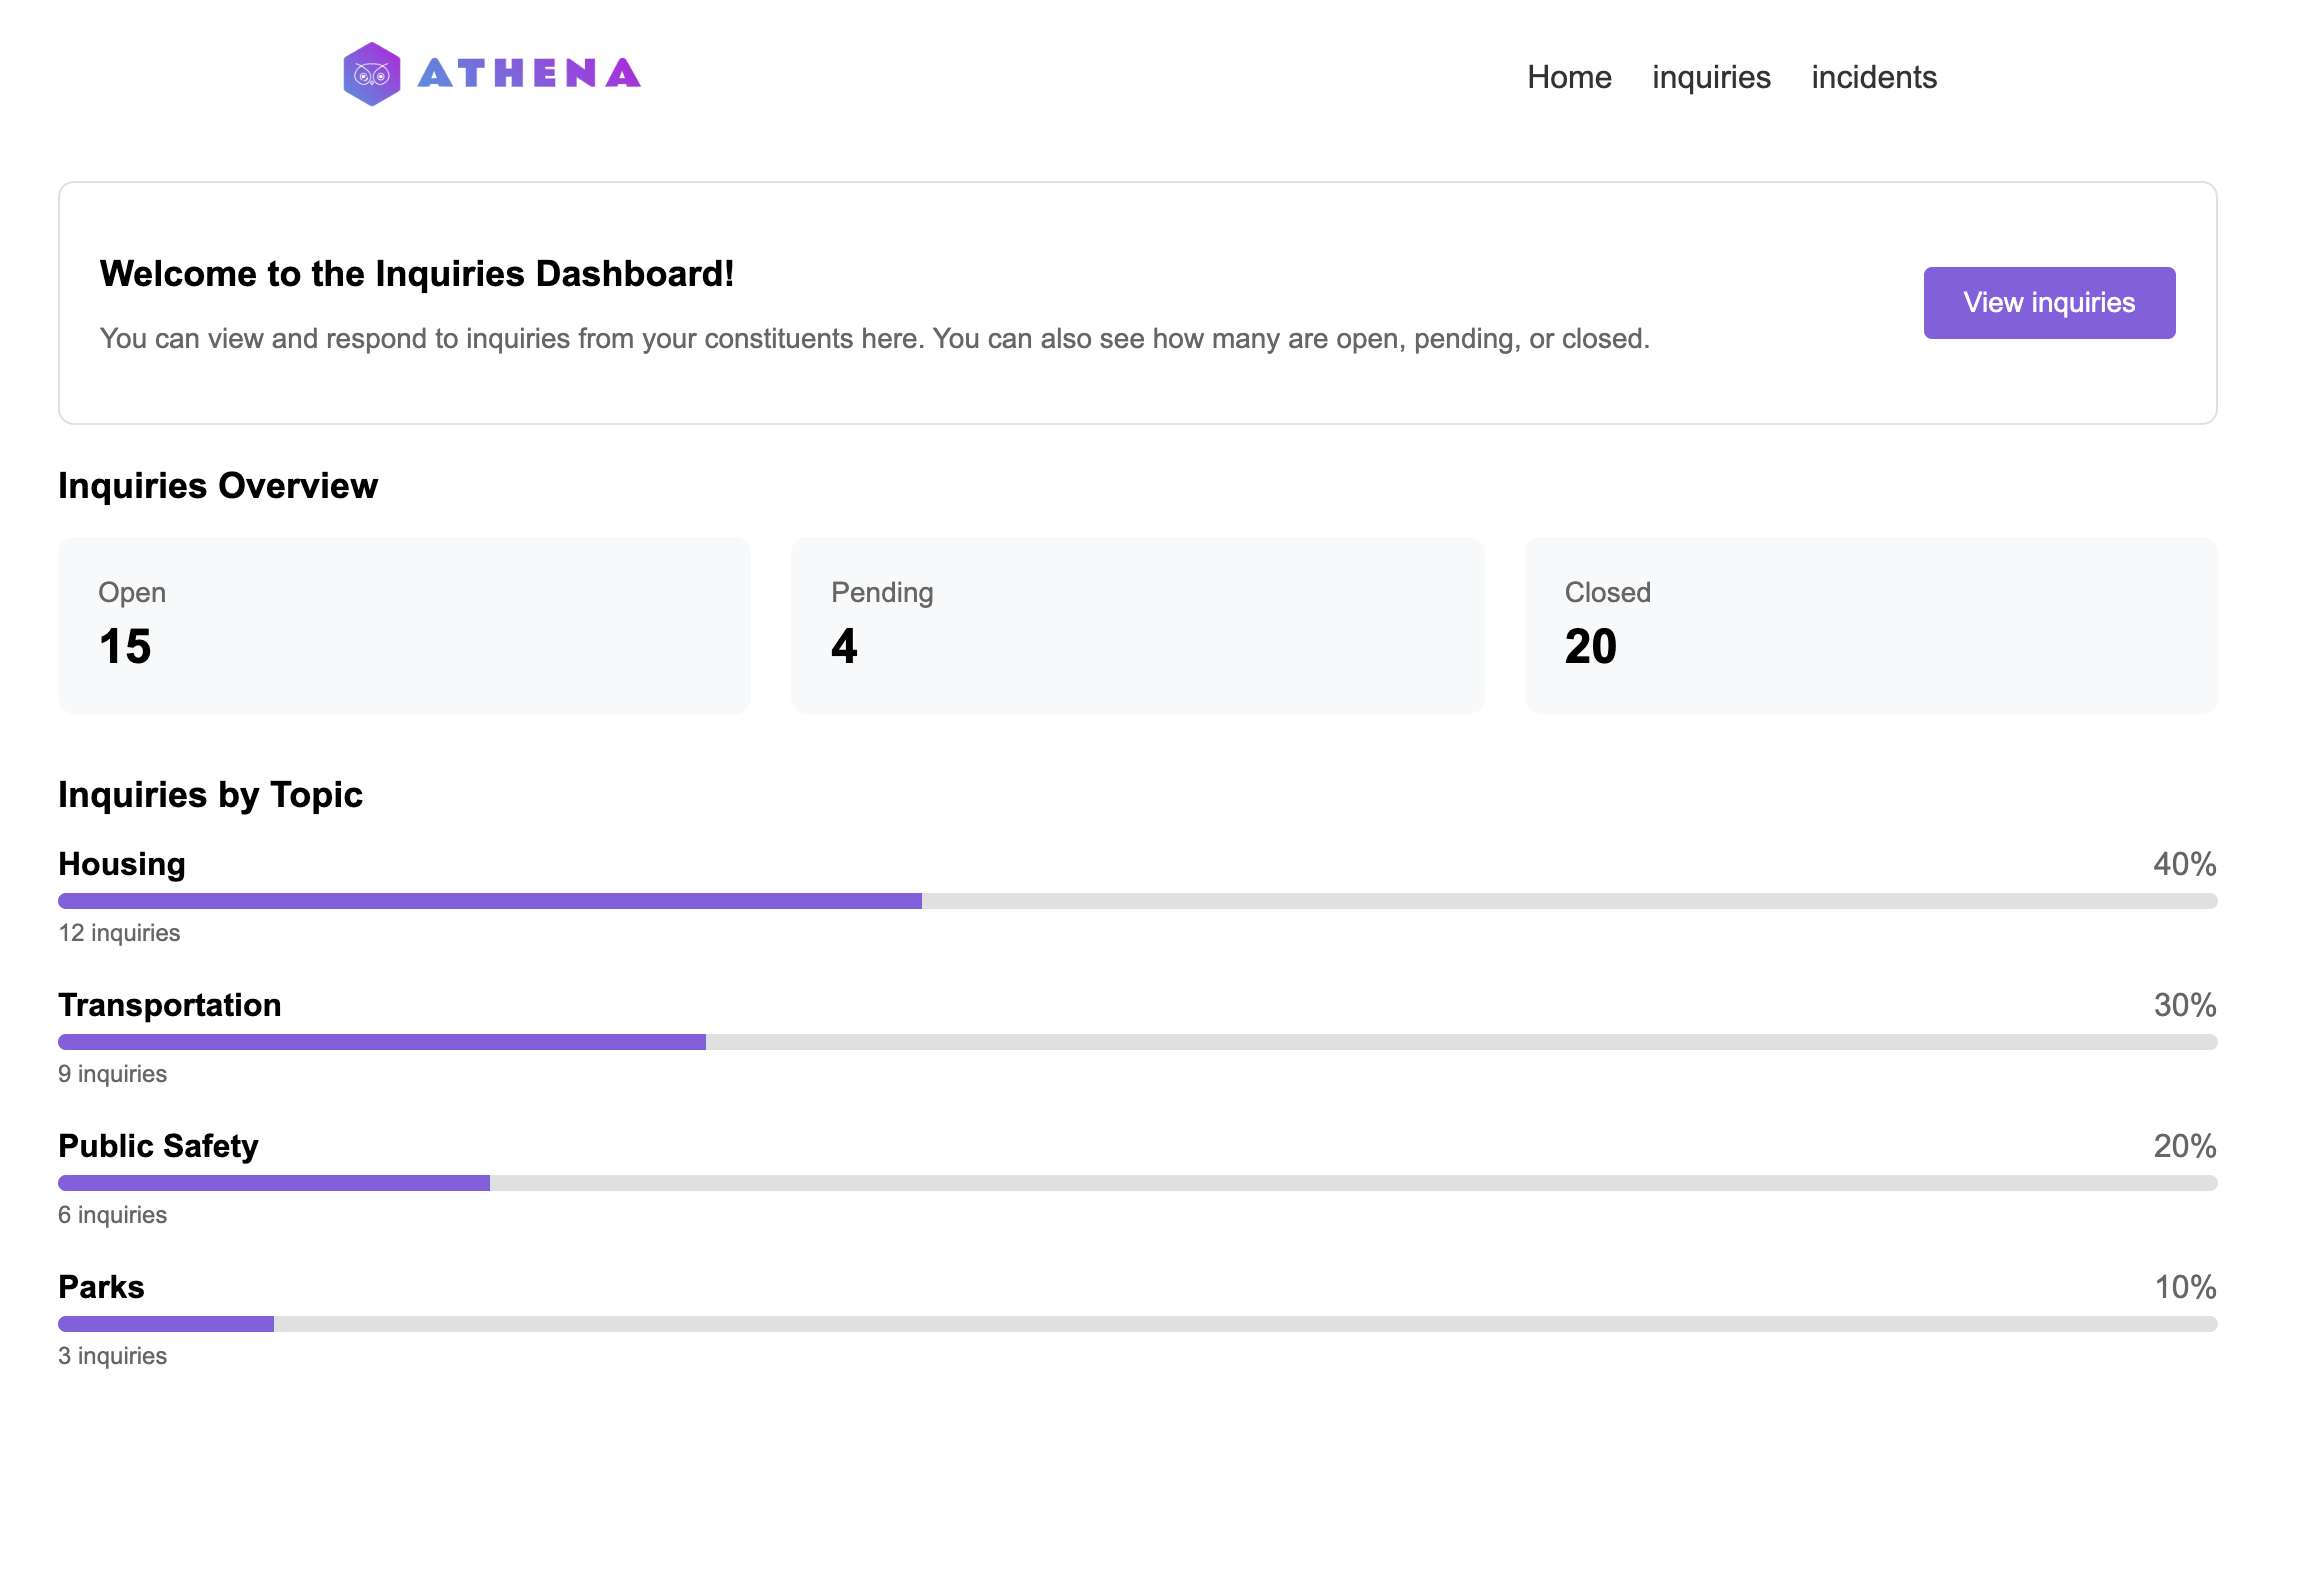 ATHENA
Home inquiries incidents
Welcome to the Inquiries Dashboard!
You can view and respond to inquiries from your constituents here. You can also see how many are open, pending, or closed.
View inquiries
Inquiries Overview
Open
15
Pending
4
Closed
20
Inquiries by Topic
Housing 40%
12 inquiries
Transportation 30%
9 inquiries
Public Safety 20%
6 inquiries
Parks 10%
3 inquiries